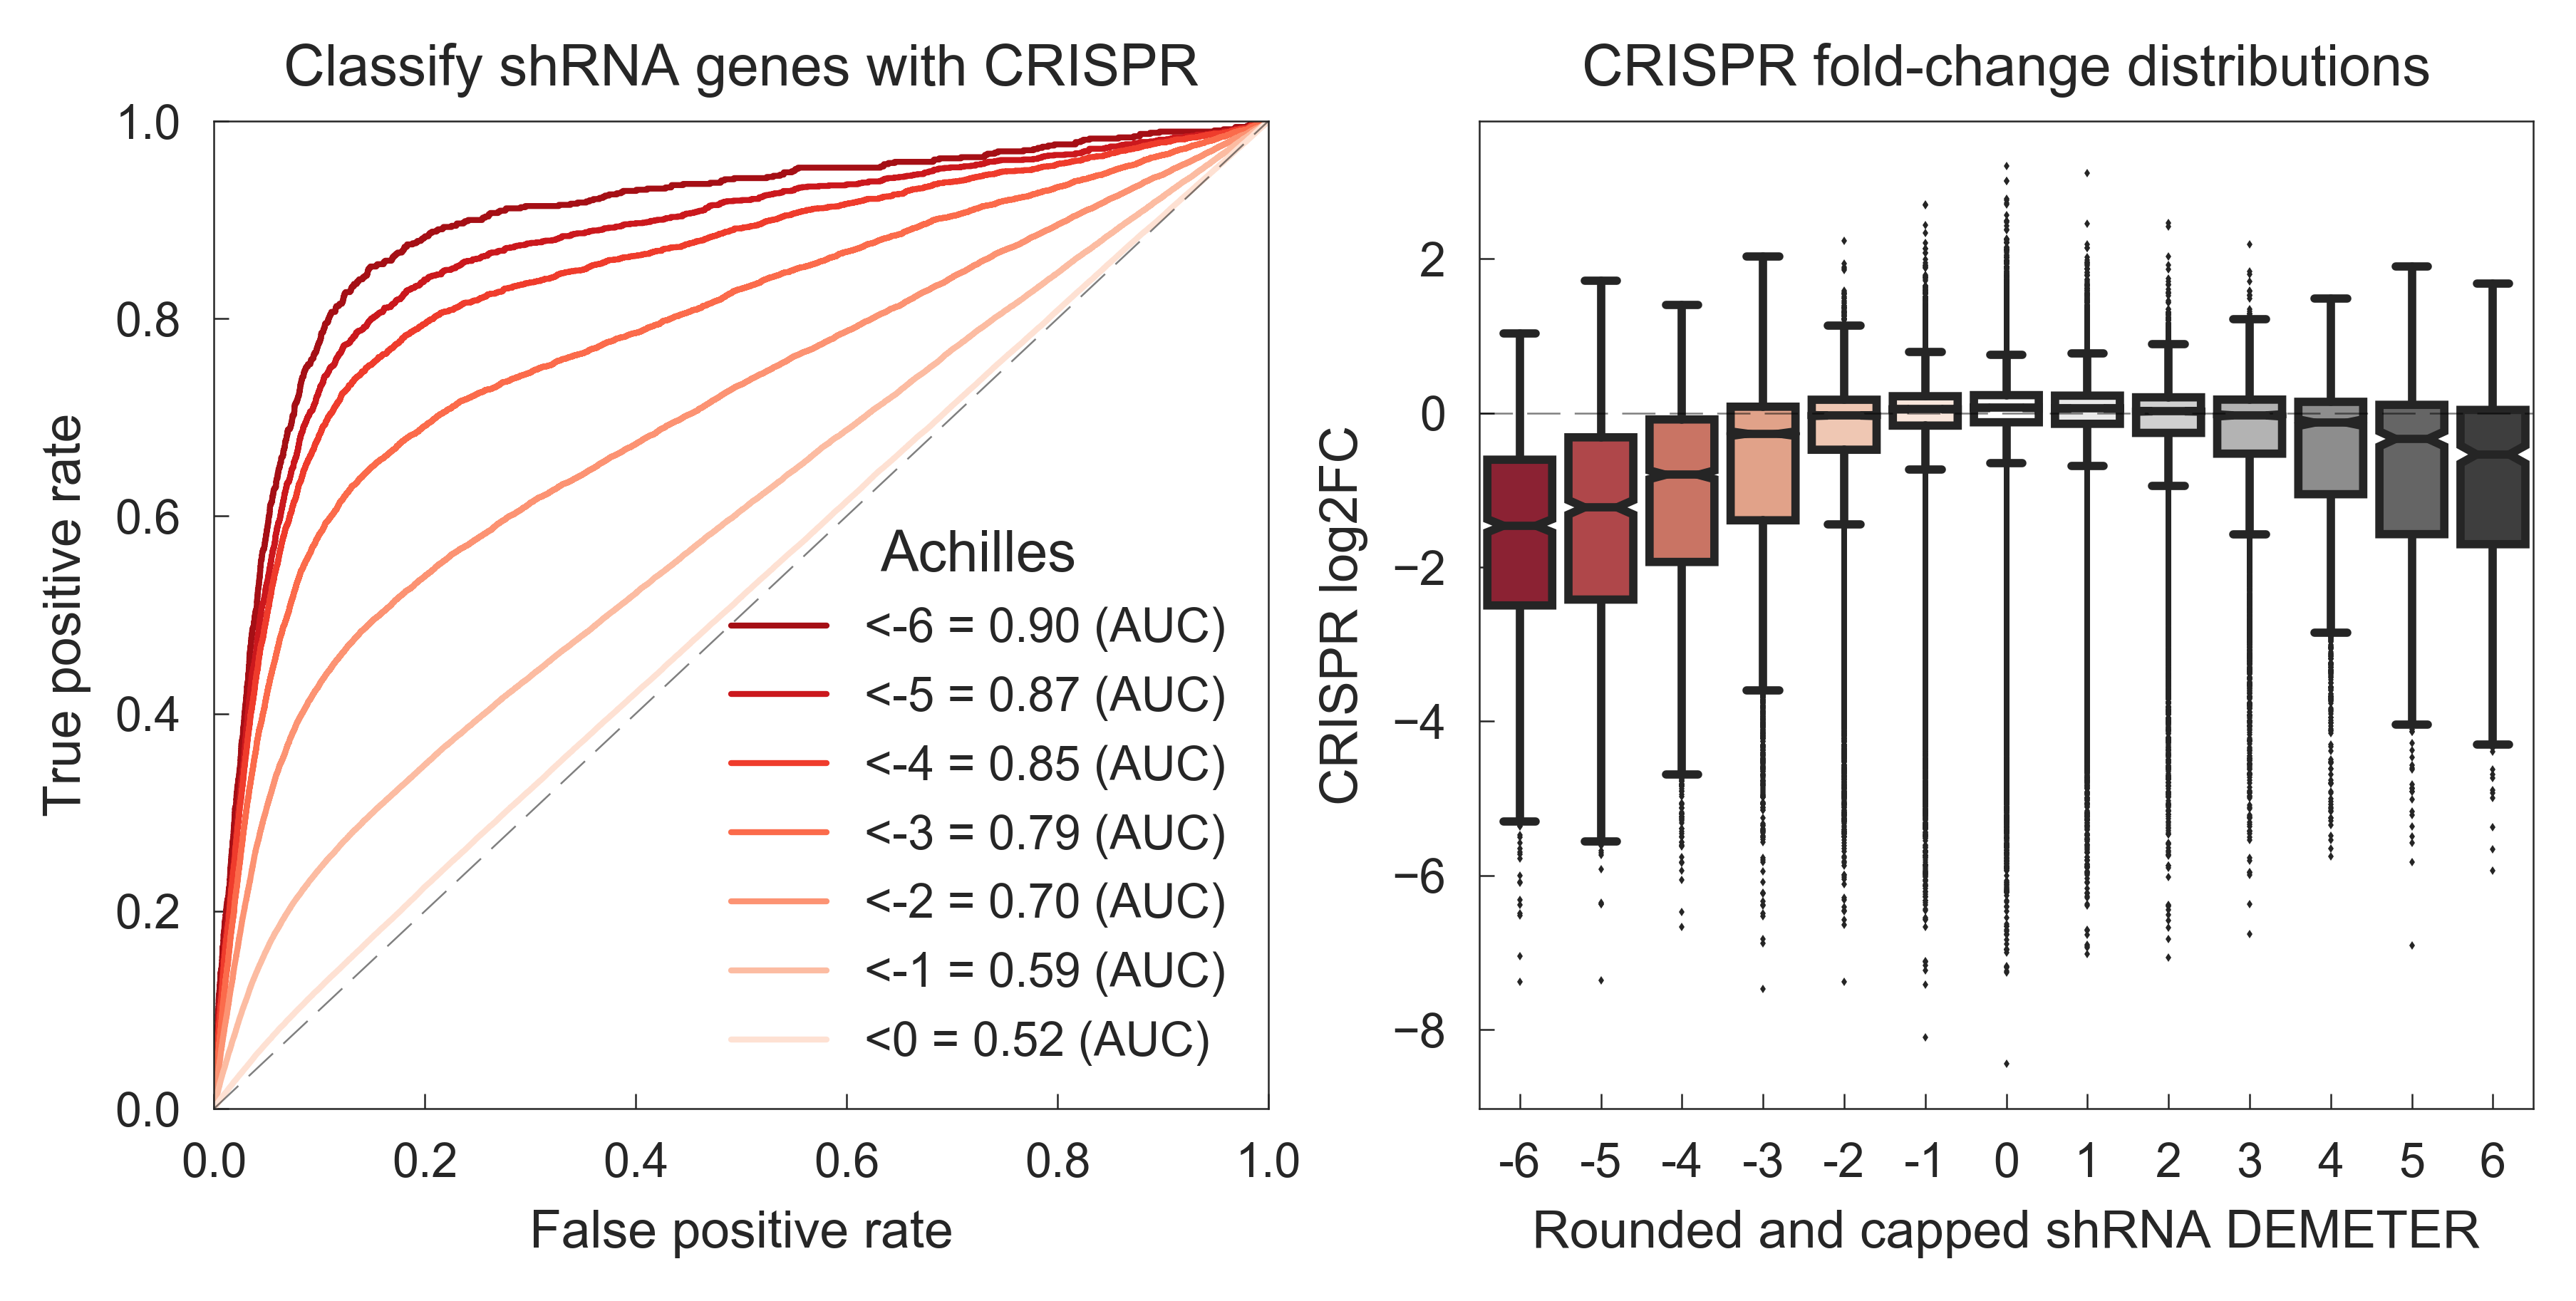 Classify shRNA genes with CRISPR
1.0
0.8
0.6
0.4
0.2
0.0
True positive rate
Achilles
<-6 = 0.90 (AUC)
<-5 = 0.87 (AUC)
<-4 = 0.85 (AUC)
<-3 = 0.79 (AUC)
<-2 = 0.70 (AUC)
<-1 = 0.59 (AUC)
<0 = 0.52 (AUC)
0.0 0.2 0.4 0.6 0.8 1.0
False positive rate
CRISPR fold-change distributions
2
0
−2
−4
−6
−8
CRISPR log2FC
-6 -5 -4 -3 -2 -1 0 1 2 3 4 5 6
Rounded and capped shRNA DEMETER